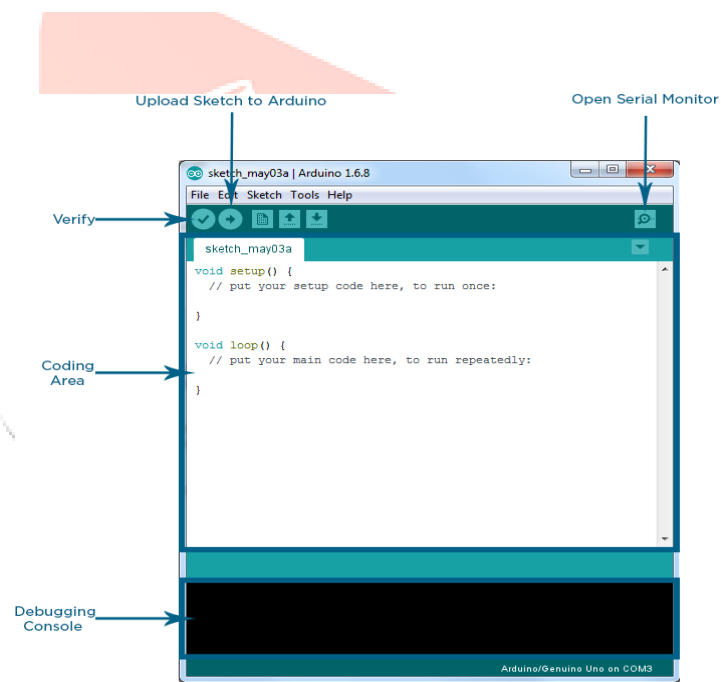 Upload Sketch to Arduino
Open Serial Monitor
sketch_may03a | Arduino 1.6.8
File Edit Sketch Tools Help
Verify
sketch_may03a
void setup() {
// put your setup code here, to run once:
}
void loop() {
// put your main code here, to run repeatedly:
}
Coding
Area
Debugging
Console
Arduino/Genuino Uno on COM3